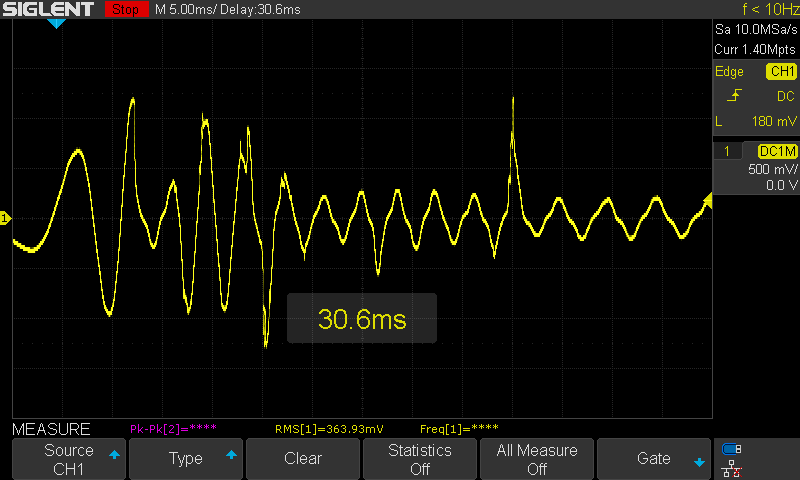 SIGLENT Stop M 5.00ms/ Delay:30.6ms f < 10Hz
Sa 10.0MSa/s
Curr 1.40Mpts
Edge CH1
DC
L 180 mV
1 DC1M
500 mV/
0.0 V
1
30.6ms
MEASURE Pk-Pk[2]=**** RMS[1]=363.93mV Freq[1]=****
Source
CH1
Type
Clear
Statistics
Off
All Measure
Off
Gate